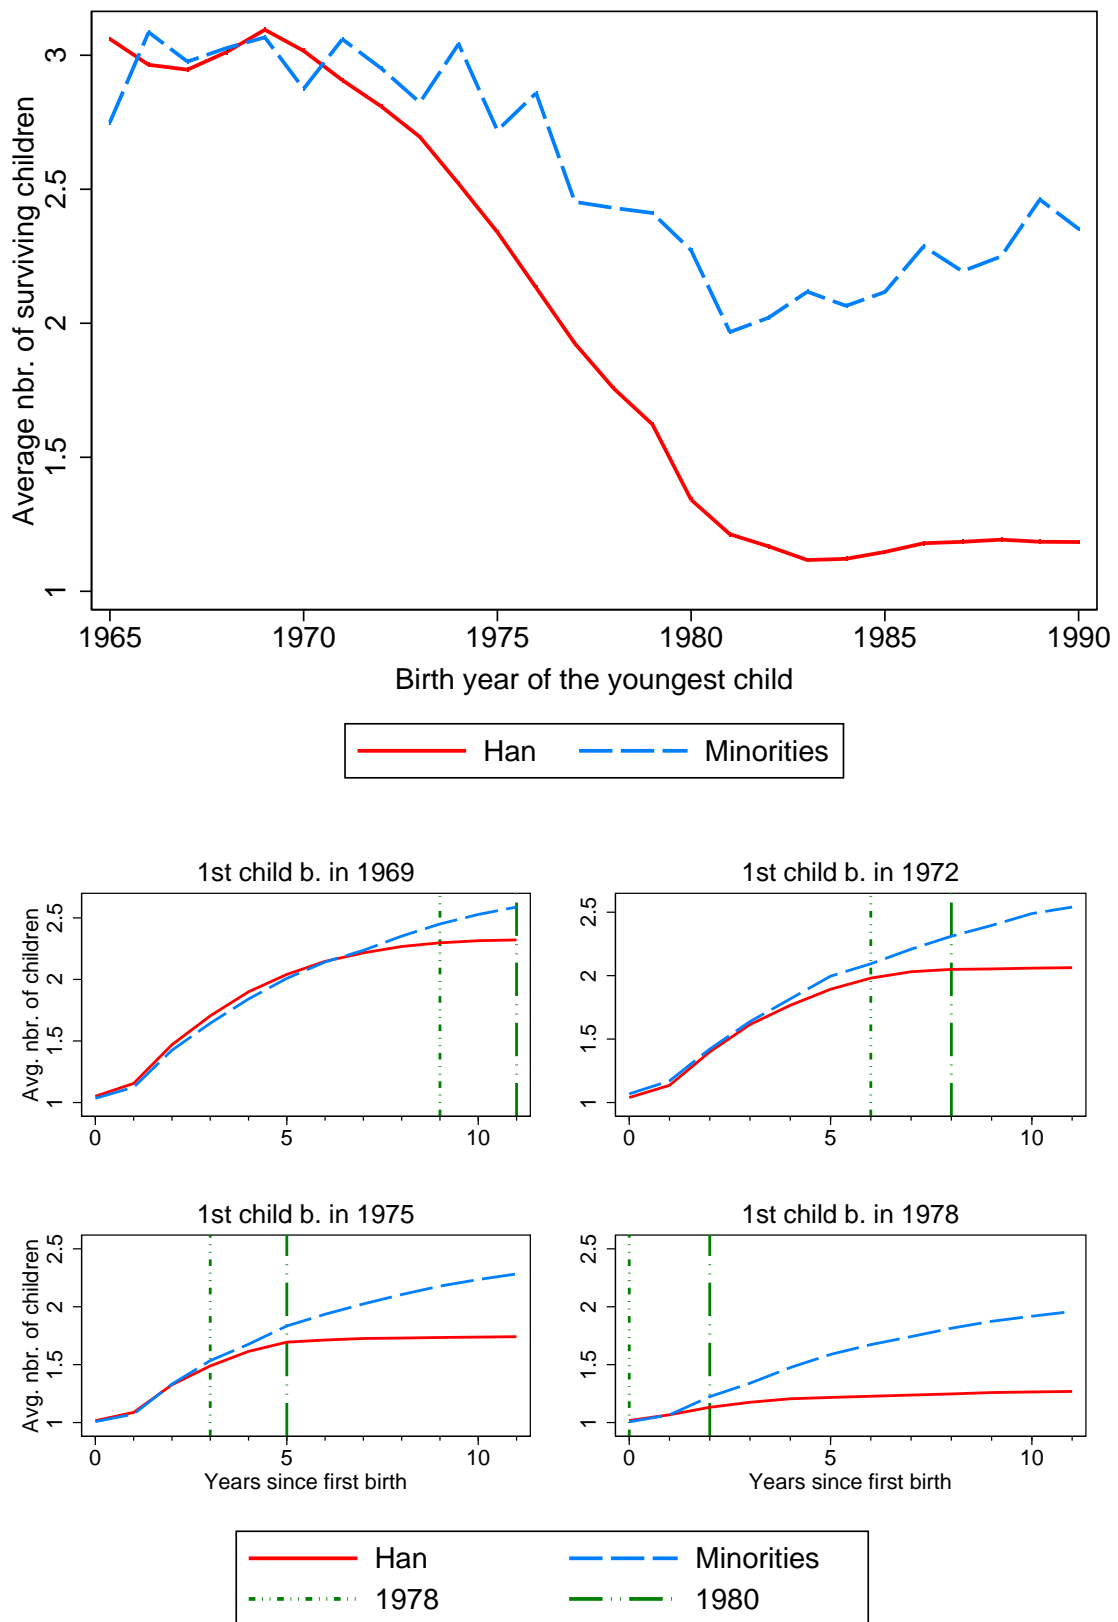 Average nbr. of surviving children
3
2.5
2
1.5
1
1965 1970 1975 1980 1985 1990
Birth year of the youngest child
Han Minorities
1st child b. in 1969
Avg. nbr. of children
2.5
2
1.5
1
0 5 10
1st child b. in 1972
2.5
2
1.5
1
0 5 10
1st child b. in 1975
Avg. nbr. of children
2.5
2
1.5
1
0 5 10
Years since first birth
1st child b. in 1978
2.5
2
1.5
1
0 5 10
Years since first birth
Han Minorities
1978 1980